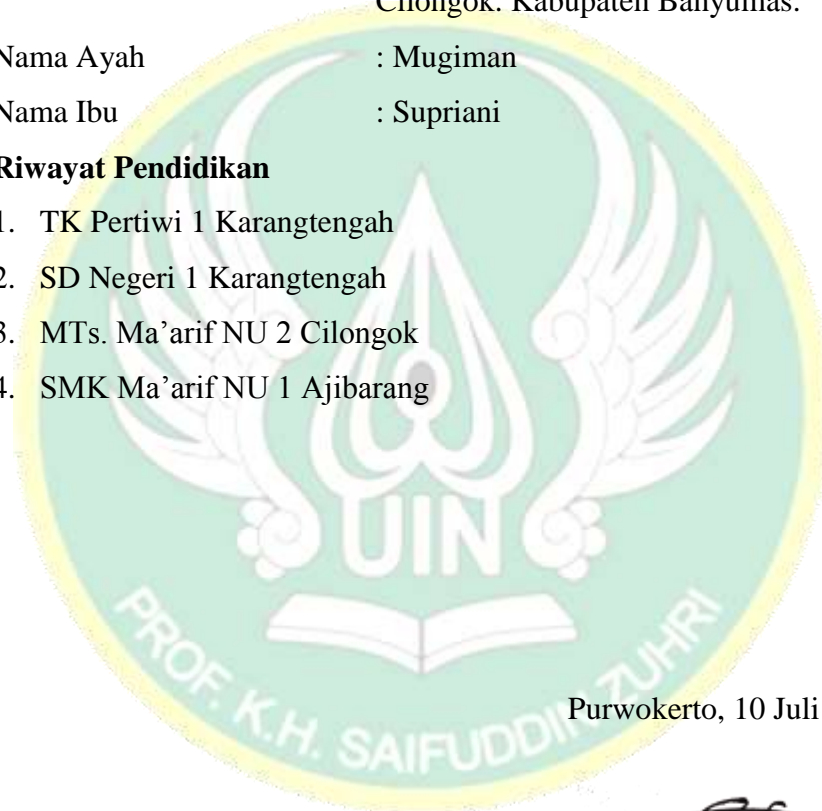 Cilongok. Kabupaten Banyumas.
Nama Ayah : Mugiman
Nama Ibu : Supriani
Riwayat Pendidikan
1. TK Pertiwi 1 Karangtengah
2. SD Negeri 1 Karangtengah
3. MTs. Ma’arif NU 2 Cilongok
4. SMK Ma’arif NU 1 Ajibarang
UIN
PROF. K.H. SAIFUDDIN ZUHRI
Purwokerto, 10 Juli